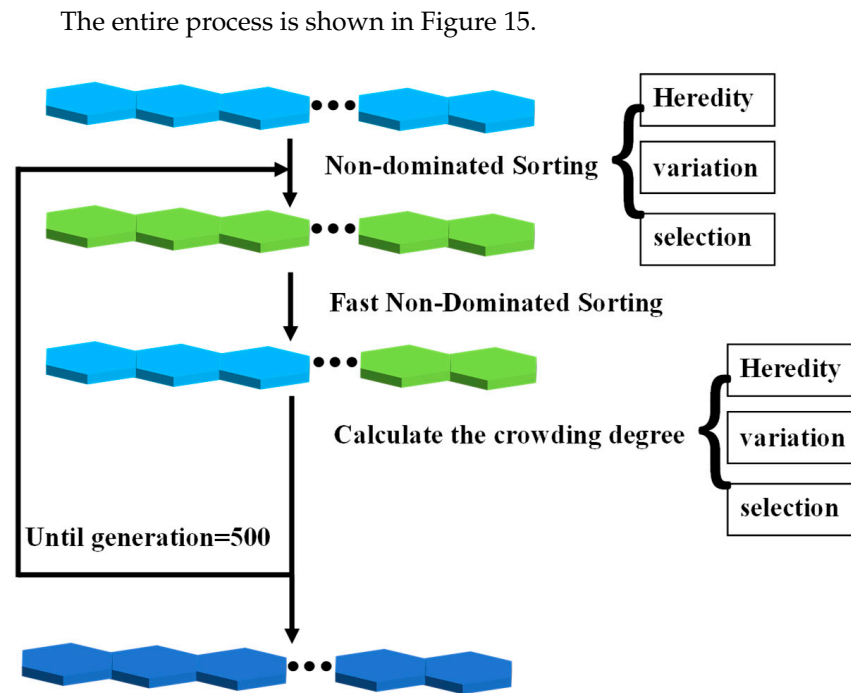 The entire process is shown in Figure 15.
Heredity
Non-dominated Sorting
variation
selection
Fast Non-Dominated Sorting
Heredity
Calculate the crowding degree
variation
selection
Until generation=500